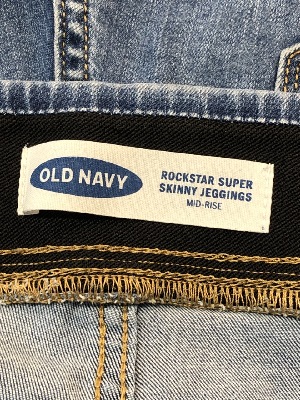 OLD NAVY
ROCKSTAR SUPER
SKINNY JEGGINGS
MID-RISE